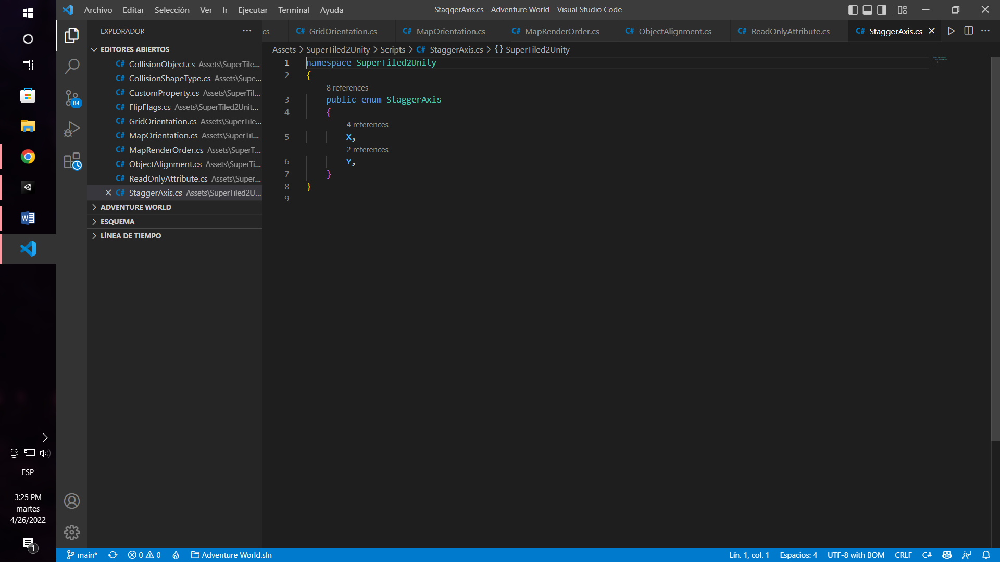 Archivo Editar Selección Ver Ir Ejecutar Terminal Ayuda
StaggerAxis.cs - Adventure World - Visual Studio Code
EXPLORADOR
cs
C# GridOrientation.cs
C# MapOrientation.cs
C# MapRenderOrder.cs
C# ObjectAlignment.cs
C# ReadOnlyAttribute.cs
C# StaggerAxis.cs
EDITORES ABIERTOS
C# CollisionObject.cs Assets\SuperTile...
C# CollisionShapeType.cs Assets\Supe...
C# CustomProperty.cs Assets\SuperTil...
C# FlipFlags.cs Assets\SuperTiled2Unit...
C# GridOrientation.cs Assets\SuperTile...
C# MapOrientation.cs Assets\SuperTil...
C# MapRenderOrder.cs Assets\SuperT...
C# ObjectAlignment.cs Assets\SuperTi...
C# ReadOnlyAttribute.cs Assets\Super...
C# StaggerAxis.cs Assets\SuperTiled2U...
ADVENTURE WORLD
ESQUEMA
LÍNEA DE TIEMPO
84
Assets > SuperTiled2Unity > Scripts > C# StaggerAxis.cs > {} SuperTiled2Unity
1 namespace SuperTiled2Unity
2 {
8 references
3 public enum StaggerAxis
4 {
4 references
5 X,
2 references
6 Y,
7 }
8 }
9
W
ESP
3:25 PM
martes
4/26/2022
1
main* 0 0 Adventure World.sln
Lín. 1, col. 1 Espacios: 4 UTF-8 with BOM CRLF C#